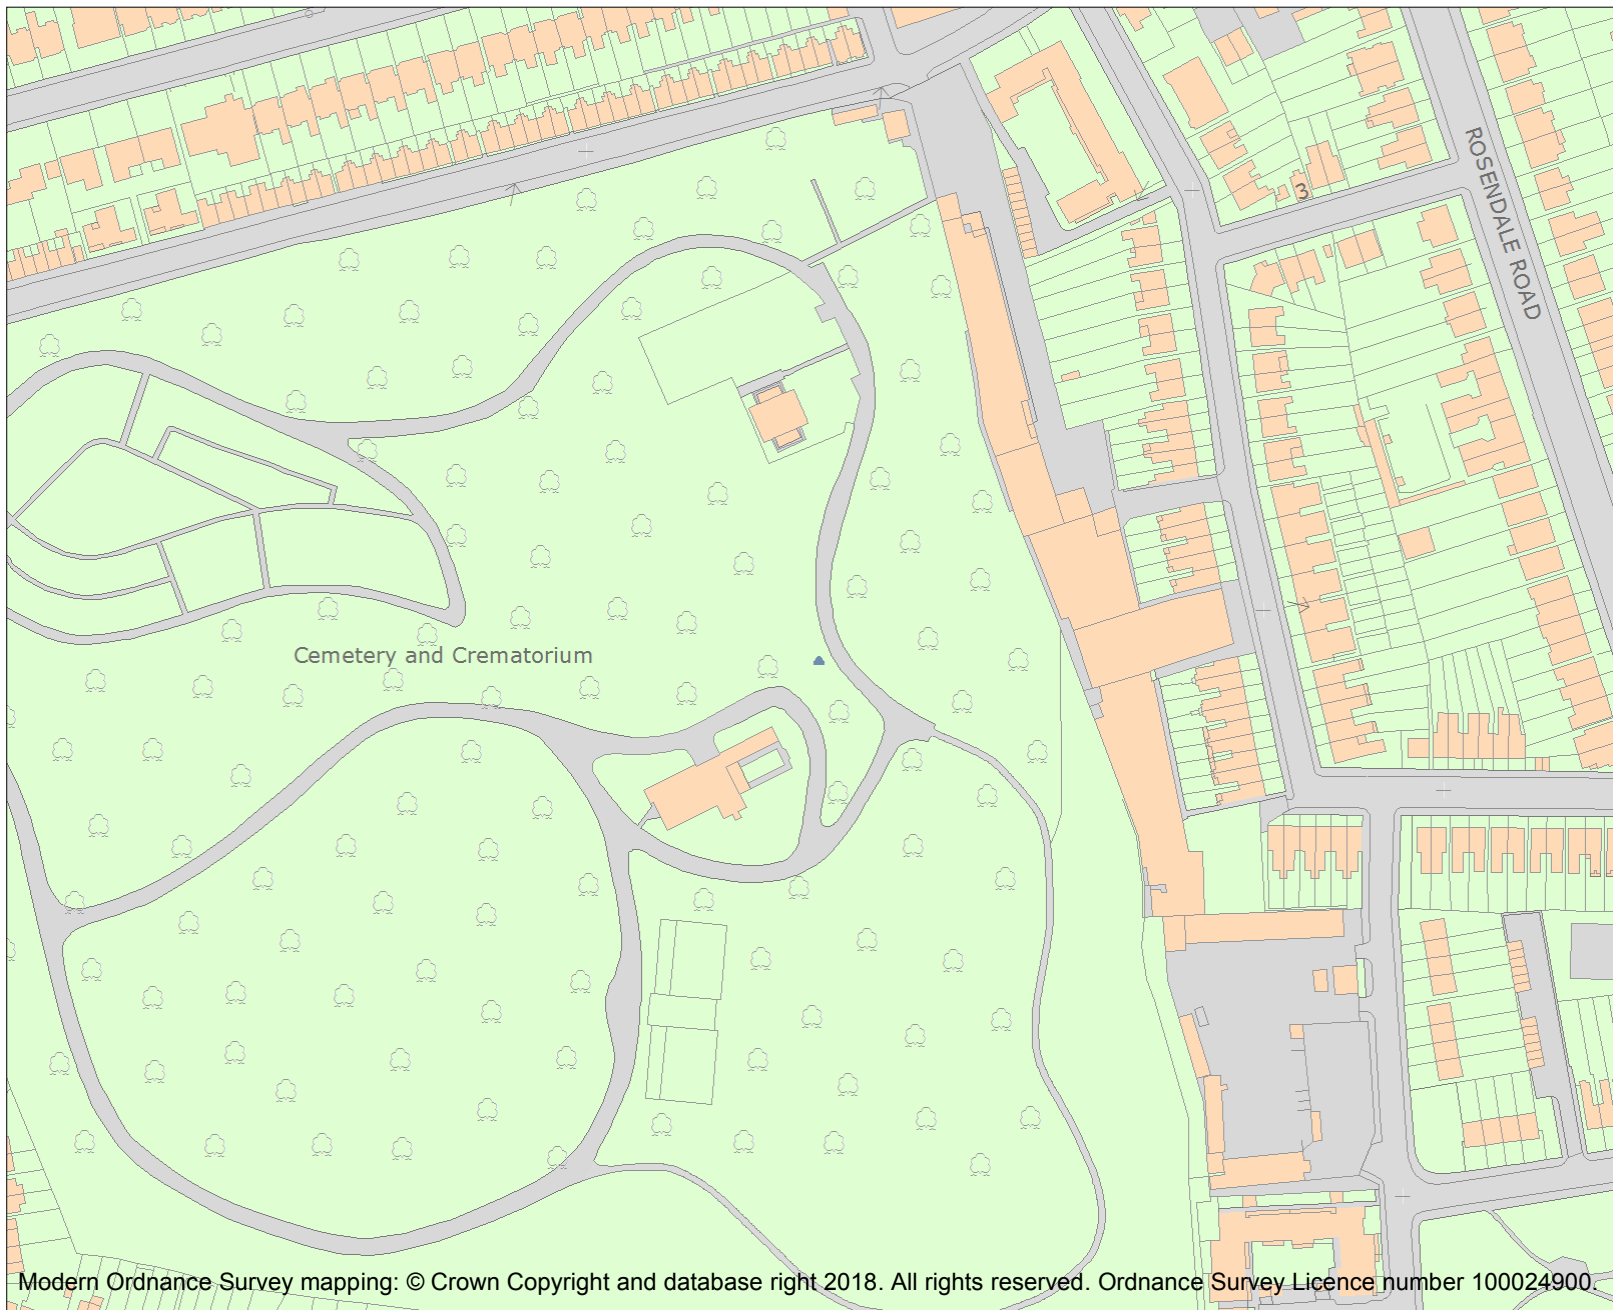 ROSENDALE ROAD
3
Cemetery and Crematorium
Modern Ordnance Survey mapping: © Crown Copyright and database right 2018. All rights reserved. Ordnance Survey Licence number 100024900.